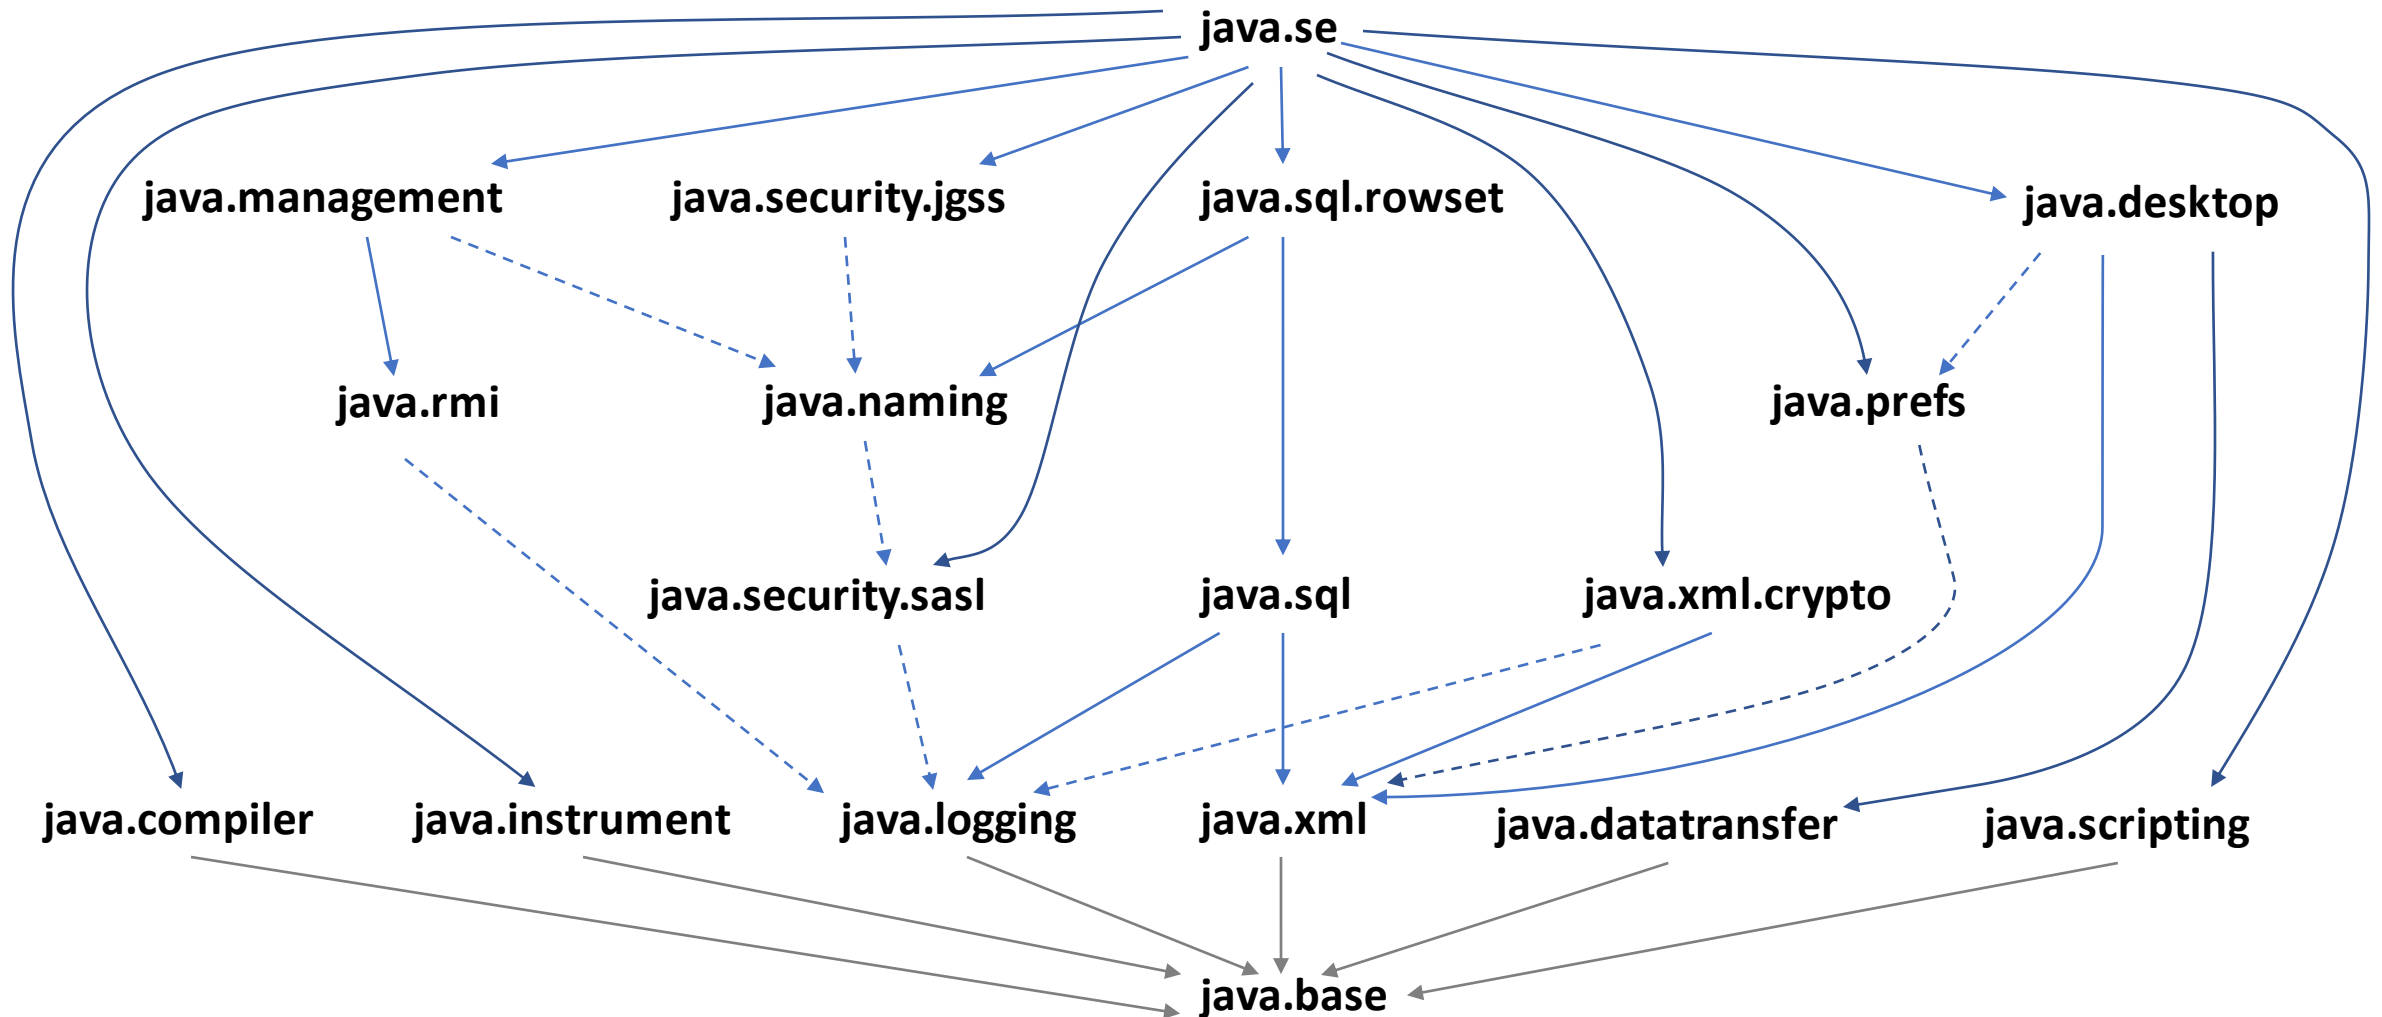 java.se
java.management
java.security.jgss
java.sql.rowset
java.desktop
java.rmi
java.naming
java.prefs
java.security.sasl
java.sql
java.xml.crypto
java.compiler
java.instrument
java.logging
java.xml
java.datatransfer
java.scripting
java.base